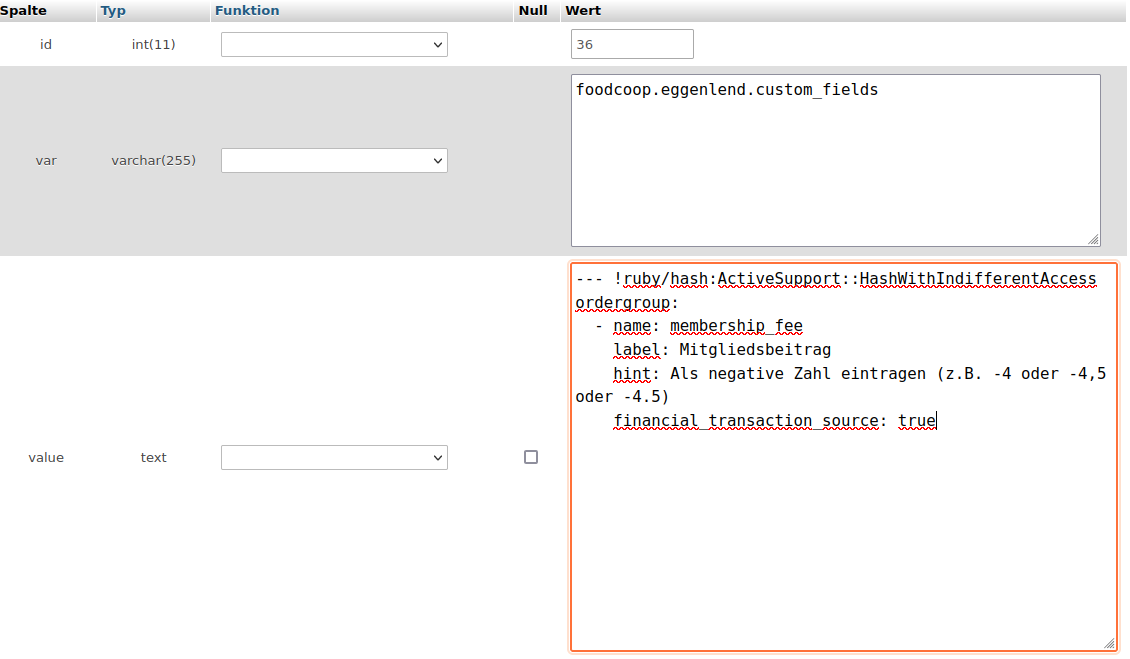 Spalte Typ Funktion Null Wert
id int(11) 36
var varchar(255) foodcoop.eggenlend.custom_fields
--- !ruby/hash:ActiveSupport::HashWithIndifferentAccess
ordergroup:
  - name: membership_fee
    label: Mitgliedsbeitrag
    hint: Als negative Zahl eintragen (z.B. -4 oder -4,5
oder -4.5)
    financial_transaction_source: true
value text